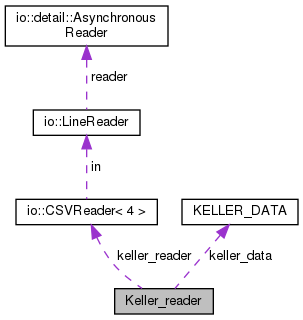 io::detail::Asynchronous
Reader
reader
io::LineReader
in
io::CSVReader< 4 >
KELLER_DATA
keller_reader
keller_data
Keller_reader